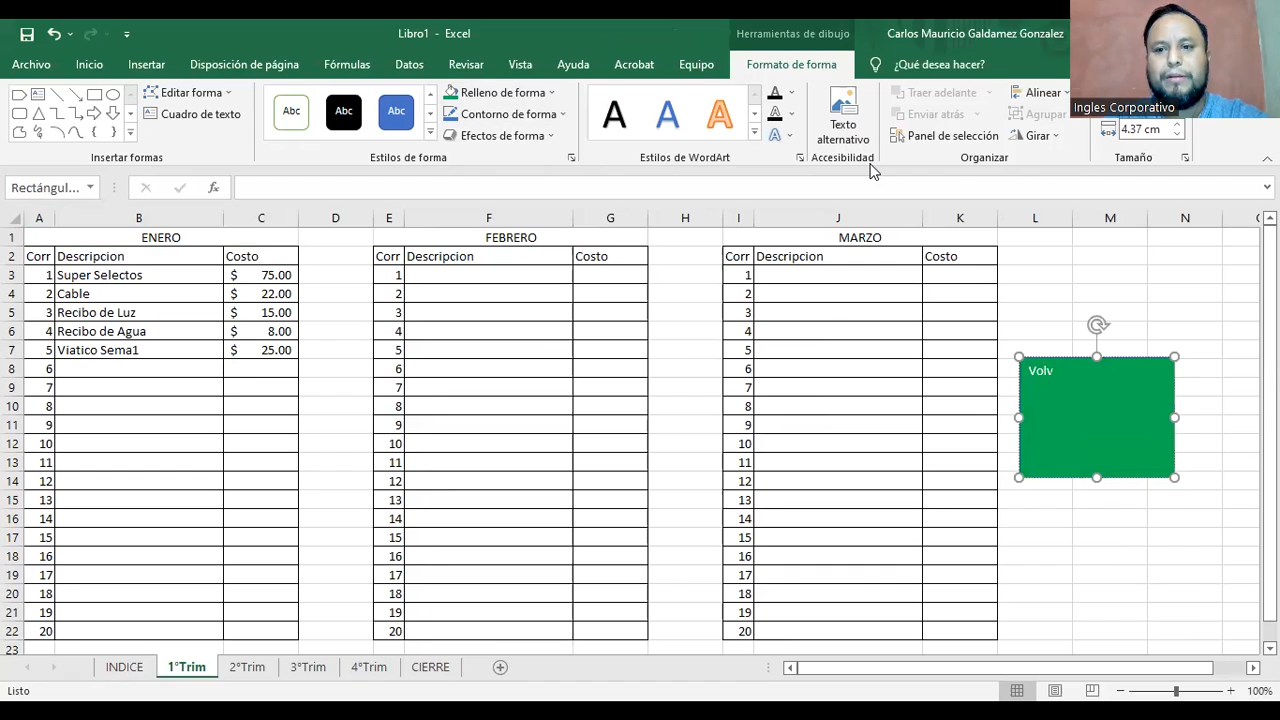 Libro1 - Excel
Herramientas de dibujo
Carlos Mauricio Galdamez Gonzalez
Archivo Inicio Insertar Disposición de página Fórmulas Datos Revisar Vista Ayuda Acrobat Equipo Formato de forma ¿Qué desea hacer?
Ingles Corporativo
Editar forma
Cuadro de texto
Insertar formas
Abc Abc Abc
Relleno de forma
Contorno de forma
Efectos de forma
Estilos de forma
A A A
A
A
A
Estilos de WordArt
Texto
alternativo
Accesibilidad
Traer adelante
Enviar atrás
Panel de selección
Alinear
Agrupar
Girar
Organizar
4.37 cm
Tamaño
Rectángul...
fx
A B C D E F G H I J K L M N
1 ENERO FEBRERO MARZO
2 Corr Descripcion Costo Corr Descripcion Costo Corr Descripcion Costo
3 1 Super Selectos $ 75.00 1 1
4 2 Cable $ 22.00 2 2
5 3 Recibo de Luz $ 15.00 3 3
6 4 Recibo de Agua $ 8.00 4 4
7 5 Viatico Sema1 $ 25.00 5 5
8 6 6 6
9 7 7 7
10 8 8 8
11 9 9 9
12 10 10 10
13 11 11 11
14 12 12 12
15 13 13 13
16 14 14 14
17 15 15 15
18 16 16 16
19 17 17 17
20 18 18 18
21 19 19 19
22 20 20 20
23
Volv
INDICE 1°Trim 2°Trim 3°Trim 4°Trim CIERRE
Listo
100%